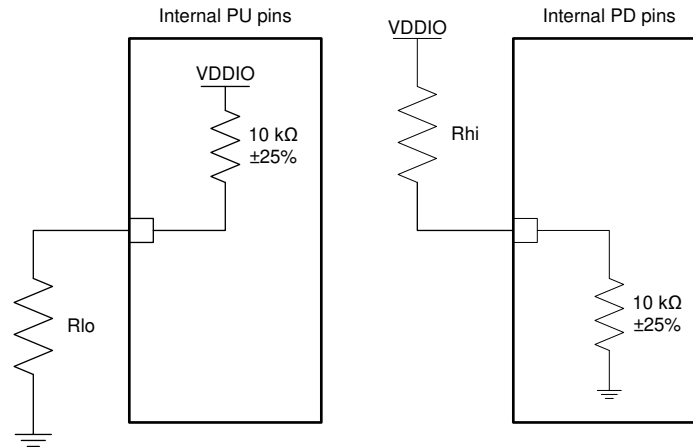 Internal PU pins
VDDIO
10 kΩ
±25%
Rlo
Internal PD pins
VDDIO
Rhi
10 kΩ
±25%